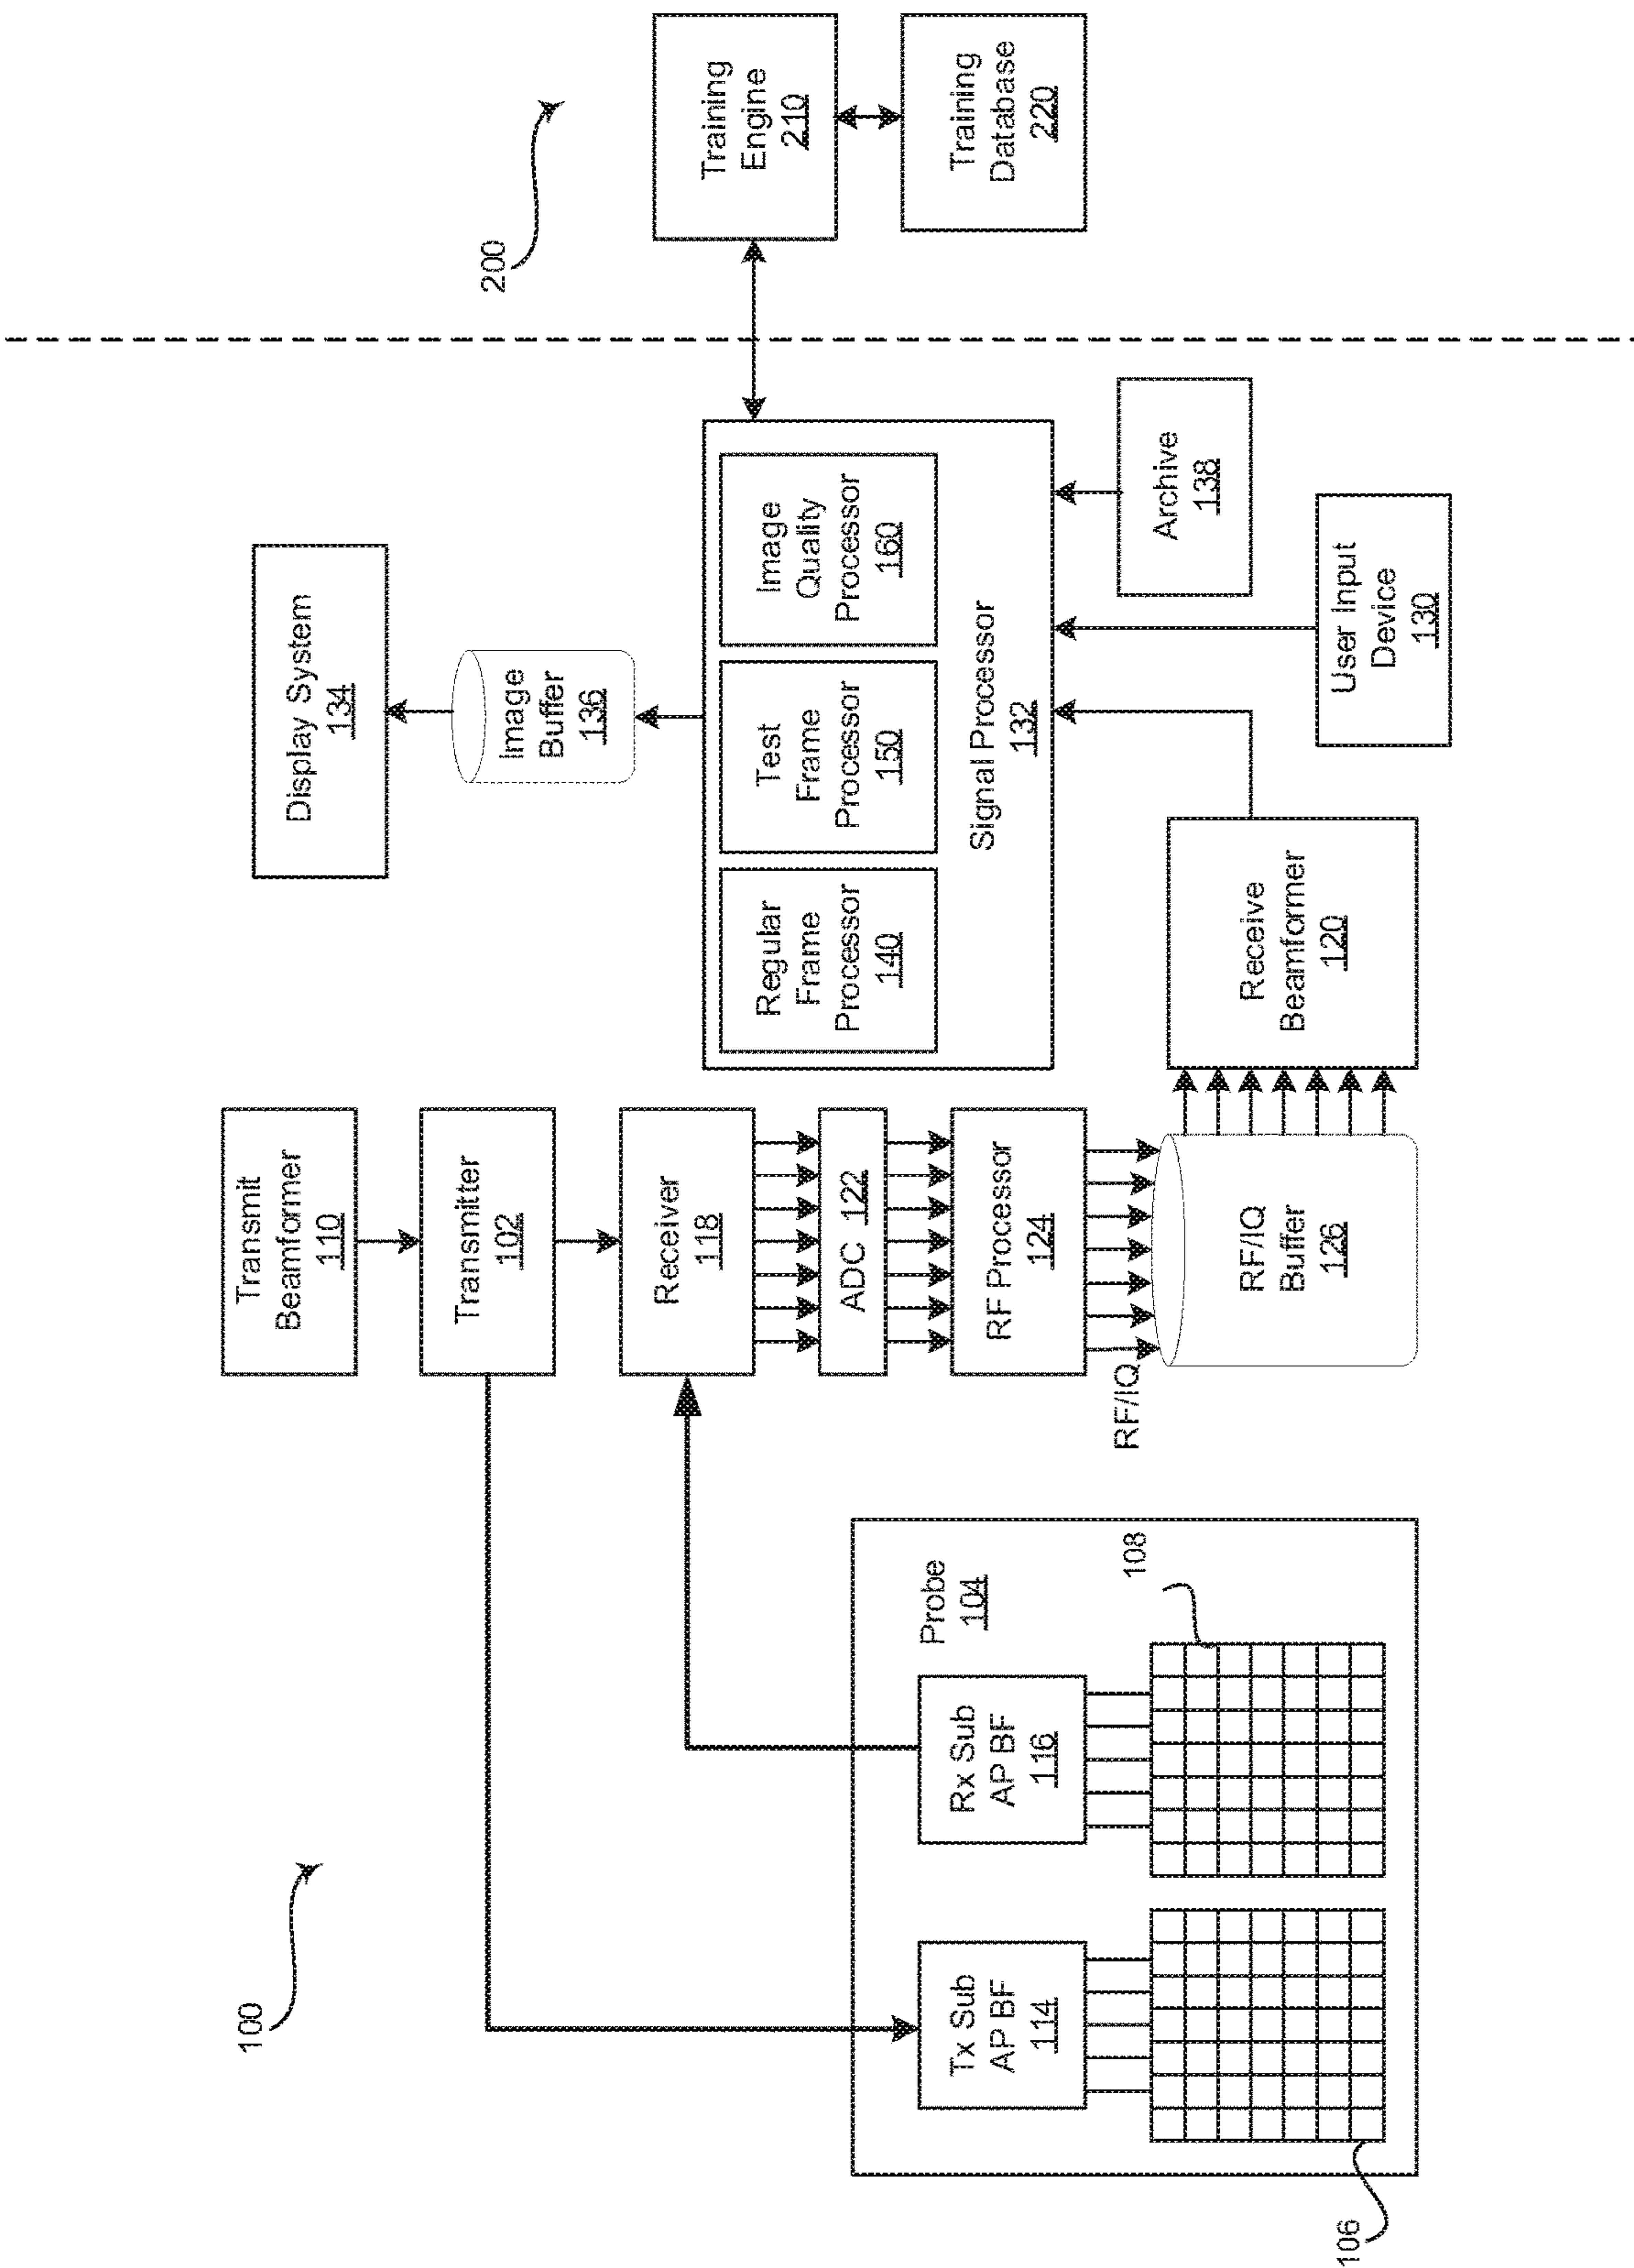 100
Transmit
Beamformer
110
Transmitter
102
Receiver
118
ADC 122
RF Processor
124
RF/IQ
RF/IQ
Buffer
126
Probe
104
Tx Sub
AP BF
114
Rx Sub
AP BF
116
106
108
Receive
Beamformer
120
Display System
134
Image
Buffer
136
Regular
Frame
Processor
140
Test
Frame
Processor
150
Image
Quality
Processor
160
Signal Processor
132
Archive
138
User Input
Device
130
200
Training
Engine
210
Training
Database
220